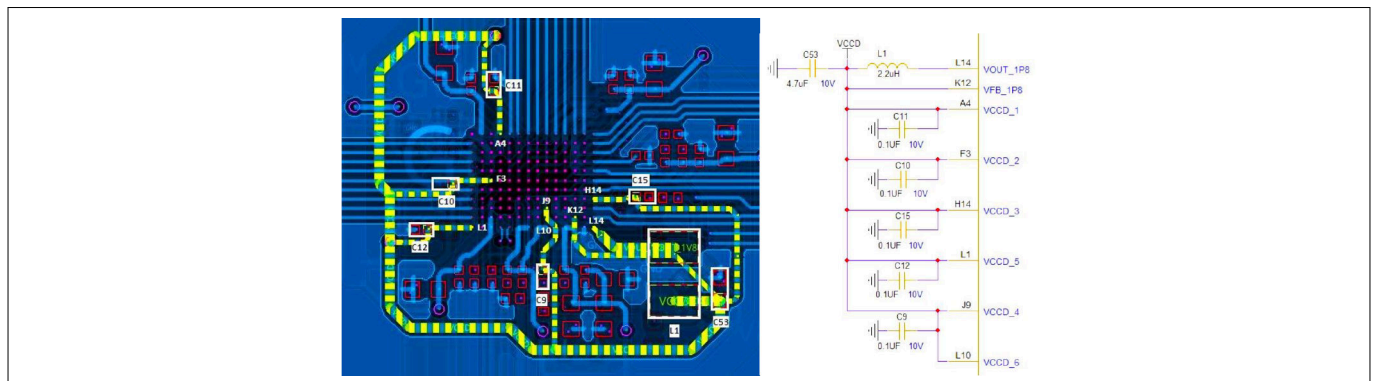 C11
A4
F3
C10
C15
H14
J9
K12
L10
L14
L1
C12
C9
L1
C53
VCCD
C53
4.7uF 10V
L1
2.2uH
L14 VOUT_1P8
K12 VFB_1P8
A4 VCCD_1
C11
0.1UF 10V
F3 VCCD_2
C10
0.1UF 10V
H14 VCCD_3
C15
0.1UF 10V
L1 VCCD_5
C12
0.1UF 10V
J9 VCCD_4
C9
0.1UF 10V
L10 VCCD_6